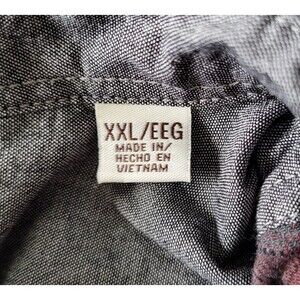 XXL/EEG
MADE IN/
HECHO EN
VIETNAM